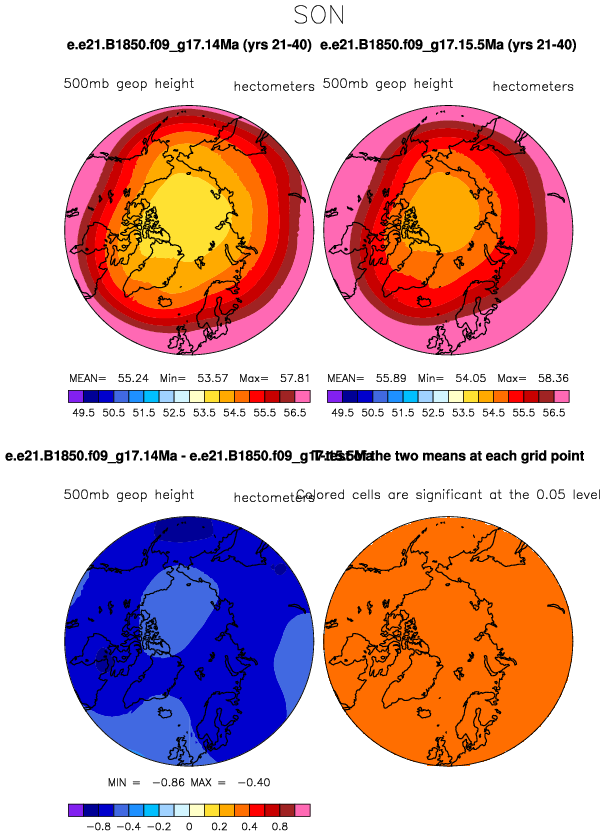 SON
e.e21.B1850.f09_g17.14Ma (yrs 21-40) e.e21.B1850.f09_g17.15.5Ma (yrs 21-40)
500mb geop height hectometers 500mb geop height hectometers
MEAN= 55.24 Min= 53.57 Max= 57.81 MEAN= 55.89 Min= 54.05 Max= 58.36
49.5 50.5 51.5 52.5 53.5 54.5 55.5 56.5 49.5 50.5 51.5 52.5 53.5 54.5 55.5 56.5
e.e21.B1850.f09_g17.14Ma - e.e21.B1850.f09_g17.15.5Ma T-test of the two means at each grid point
500mb geop height hectometers Colored cells are significant at the 0.05 level
MIN = -0.86 MAX = -0.40
-0.8 -0.4 -0.2 0 0.2 0.4 0.8